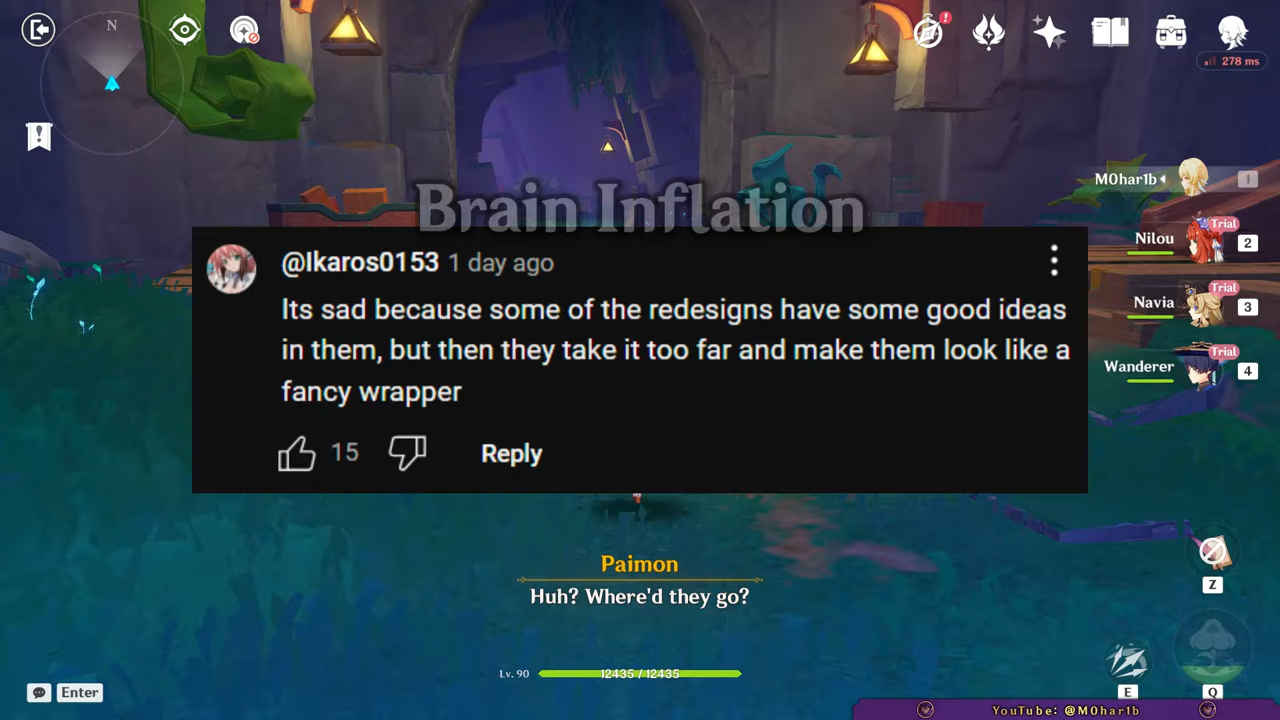 N
278 ms
Brain Inflation
M0har1b
1
Trial
Nilou
2
Trial
Navia
3
Trial
Wanderer
4
@Ikaros0153 1 day ago
Its sad because some of the redesigns have some good ideas
in them, but then they take it too far and make them look like a
fancy wrapper
15
Reply
Paimon
Huh? Where'd they go?
Z
Lv. 90
12435 / 12435
Enter
E
Q
YouTube: @M0har1b